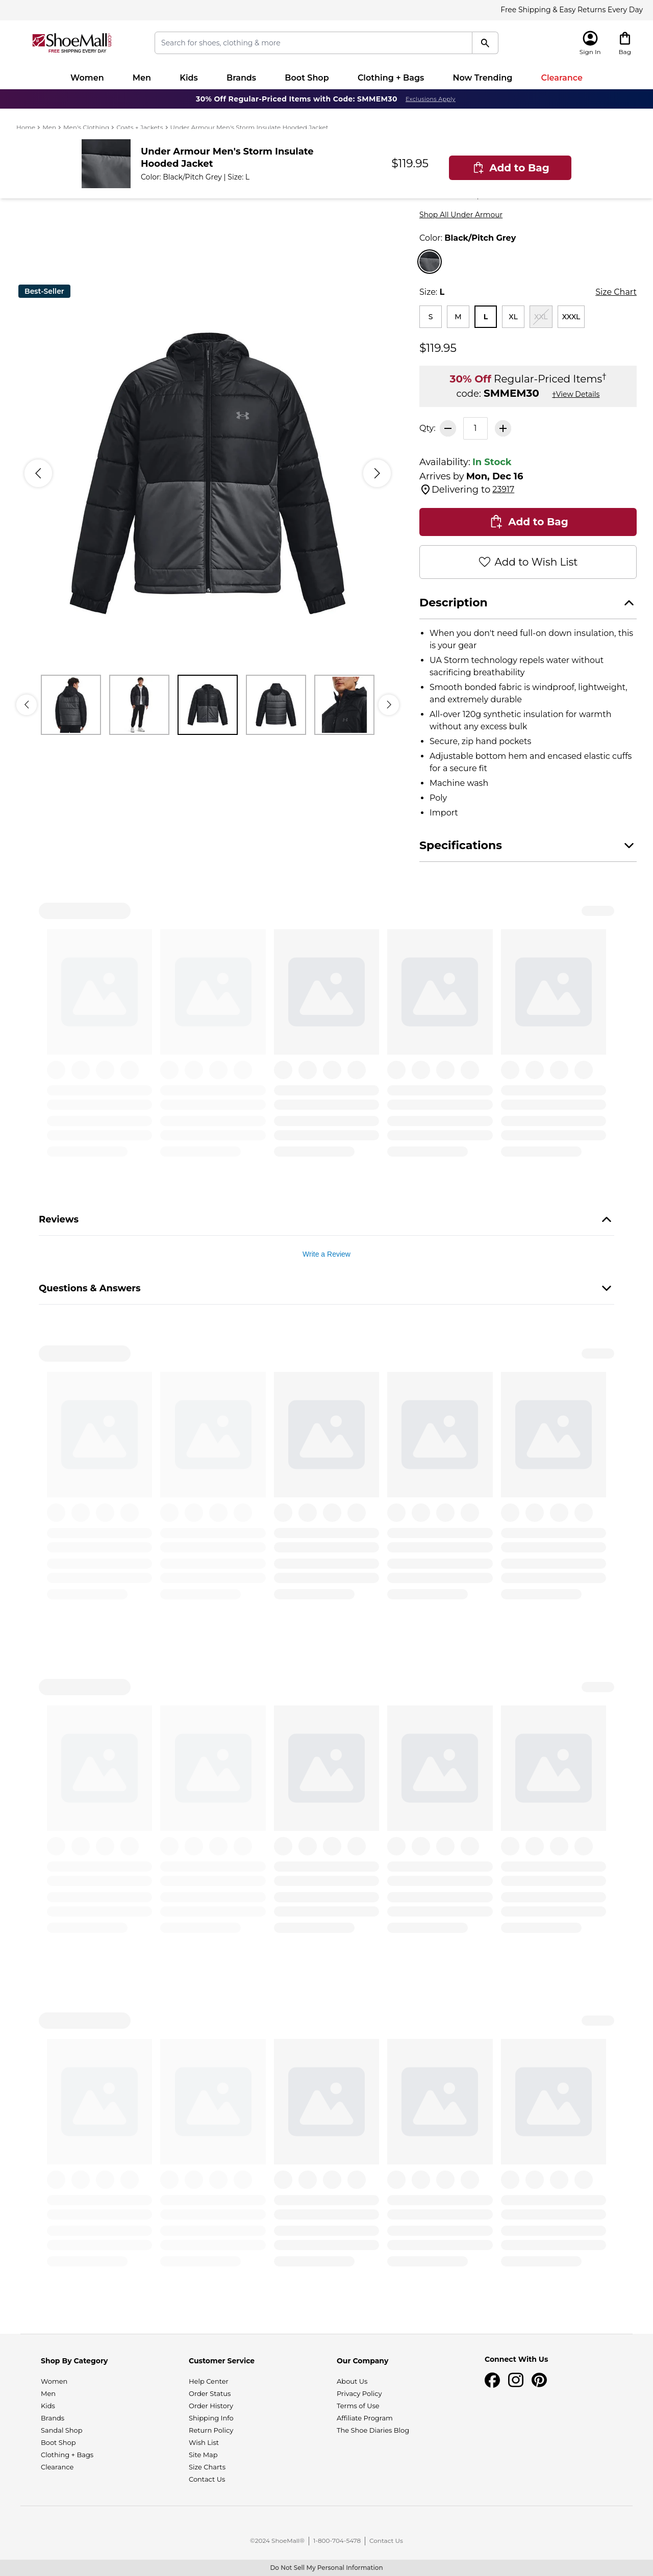 Free Shipping & Easy Returns Every Day
ShoeMall
FREE SHIPPING EVERY DAY
Search for shoes, clothing & more
Sign In
Bag
Women
Men
Kids
Brands
Boot Shop
Clothing + Bags
Now Trending
Clearance
30% Off Regular-Priced Items with Code: SMMEM30 Exclusions Apply
Home > Men > Men's Clothing > Coats + Jackets > Under Armour Men's Storm Insulate Hooded Jacket
Under Armour Men's Storm Insulate
Hooded Jacket
Color: Black/Pitch Grey | Size: L
$119.95
Add to Bag
Shop All Under Armour
Color: Black/Pitch Grey
Best-Seller
Size: L
Size Chart
S
M
L
XL
XXL
XXXL
$119.95
30% Off Regular-Priced Items†
code: SMMEM30 †View Details
Qty:
1
Availability: In Stock
Arrives by Mon, Dec 16
Delivering to 23917
Add to Bag
Add to Wish List
Description
• When you don't need full-on down insulation, this
is your gear
• UA Storm technology repels water without
sacrificing breathability
• Smooth bonded fabric is windproof, lightweight,
and extremely durable
• All-over 120g synthetic insulation for warmth
without any excess bulk
• Secure, zip hand pockets
• Adjustable bottom hem and encased elastic cuffs
for a secure fit
• Machine wash
• Poly
• Import
Specifications
Reviews
Write a Review
Questions & Answers
Shop By Category
Women
Men
Kids
Brands
Sandal Shop
Boot Shop
Clothing + Bags
Clearance
Customer Service
Help Center
Order Status
Order History
Shipping Info
Return Policy
Wish List
Site Map
Size Charts
Contact Us
Our Company
About Us
Privacy Policy
Terms of Use
Affiliate Program
The Shoe Diaries Blog
Connect With Us
©2024 ShoeMall® | 1-800-704-5478 | Contact Us
Do Not Sell My Personal Information